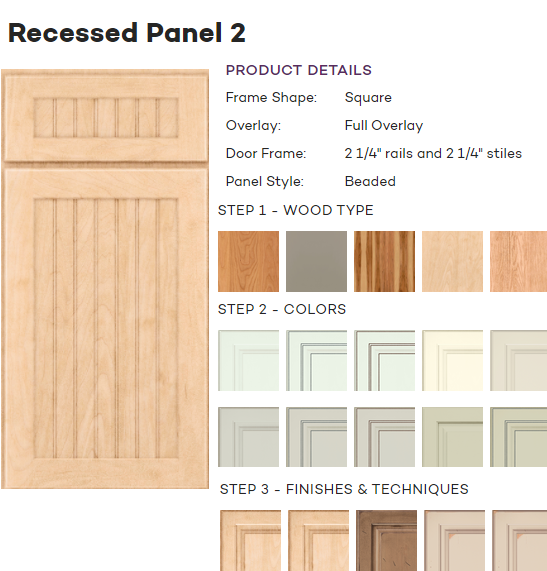 Recessed Panel 2
PRODUCT DETAILS
Frame Shape: Square
Overlay: Full Overlay
Door Frame: 2 1/4" rails and 2 1/4" stiles
Panel Style: Beaded
STEP 1 - WOOD TYPE
STEP 2 - COLORS
STEP 3 - FINISHES & TECHNIQUES